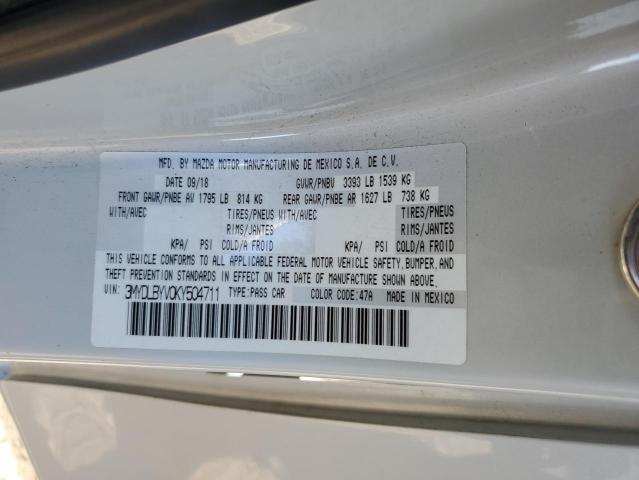 MFD. BY MAZDA MOTOR MANUFACTURING DE MEXICO S.A. DE C.V.
DATE 09/18 GVWR/PNBV 3393 LB 1539 KG
FRONT GAWR/PNBE AV 1795 LB 814 KG REAR GAWR/PNBE AR 1627 LB 738 KG
WITH/AVEC TIRES/PNEUS WITH/AVEC TIRES/PNEUS
RIMS/JANTES RIMS/JANTES
KPA/ PSI COLD/A FROID KPA/ PSI COLD/A FROID
THIS VEHICLE CONFORMS TO ALL APPLICABLE FEDERAL MOTOR VEHICLE SAFETY, BUMPER, AND
THEFT PREVENTION STANDARDS IN EFFECT ON THE DATE OF MANUFACTURE SHOWN ABOVE.
VIN: 3MYDLBYV0KY504711 TYPE: PASS CAR COLOR CODE: 47A MADE IN MEXICO